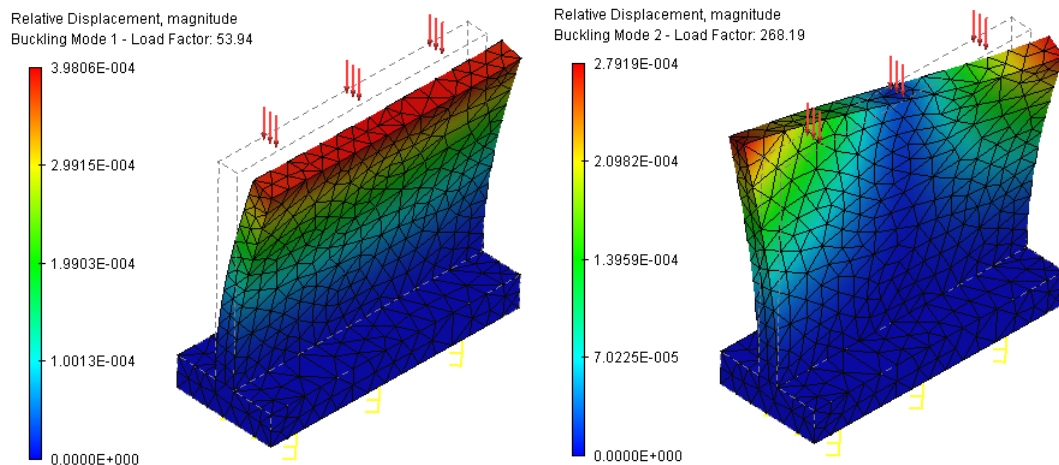 Relative Displacement, magnitude
Buckling Mode 1 - Load Factor: 53.94
3.9806E-004
2.9915E-004
1.9903E-004
1.0013E-004
0.0000E+000
Relative Displacement, magnitude
Buckling Mode 2 - Load Factor: 268.19
2.7919E-004
2.0982E-004
1.3959E-004
7.0225E-005
0.0000E+000